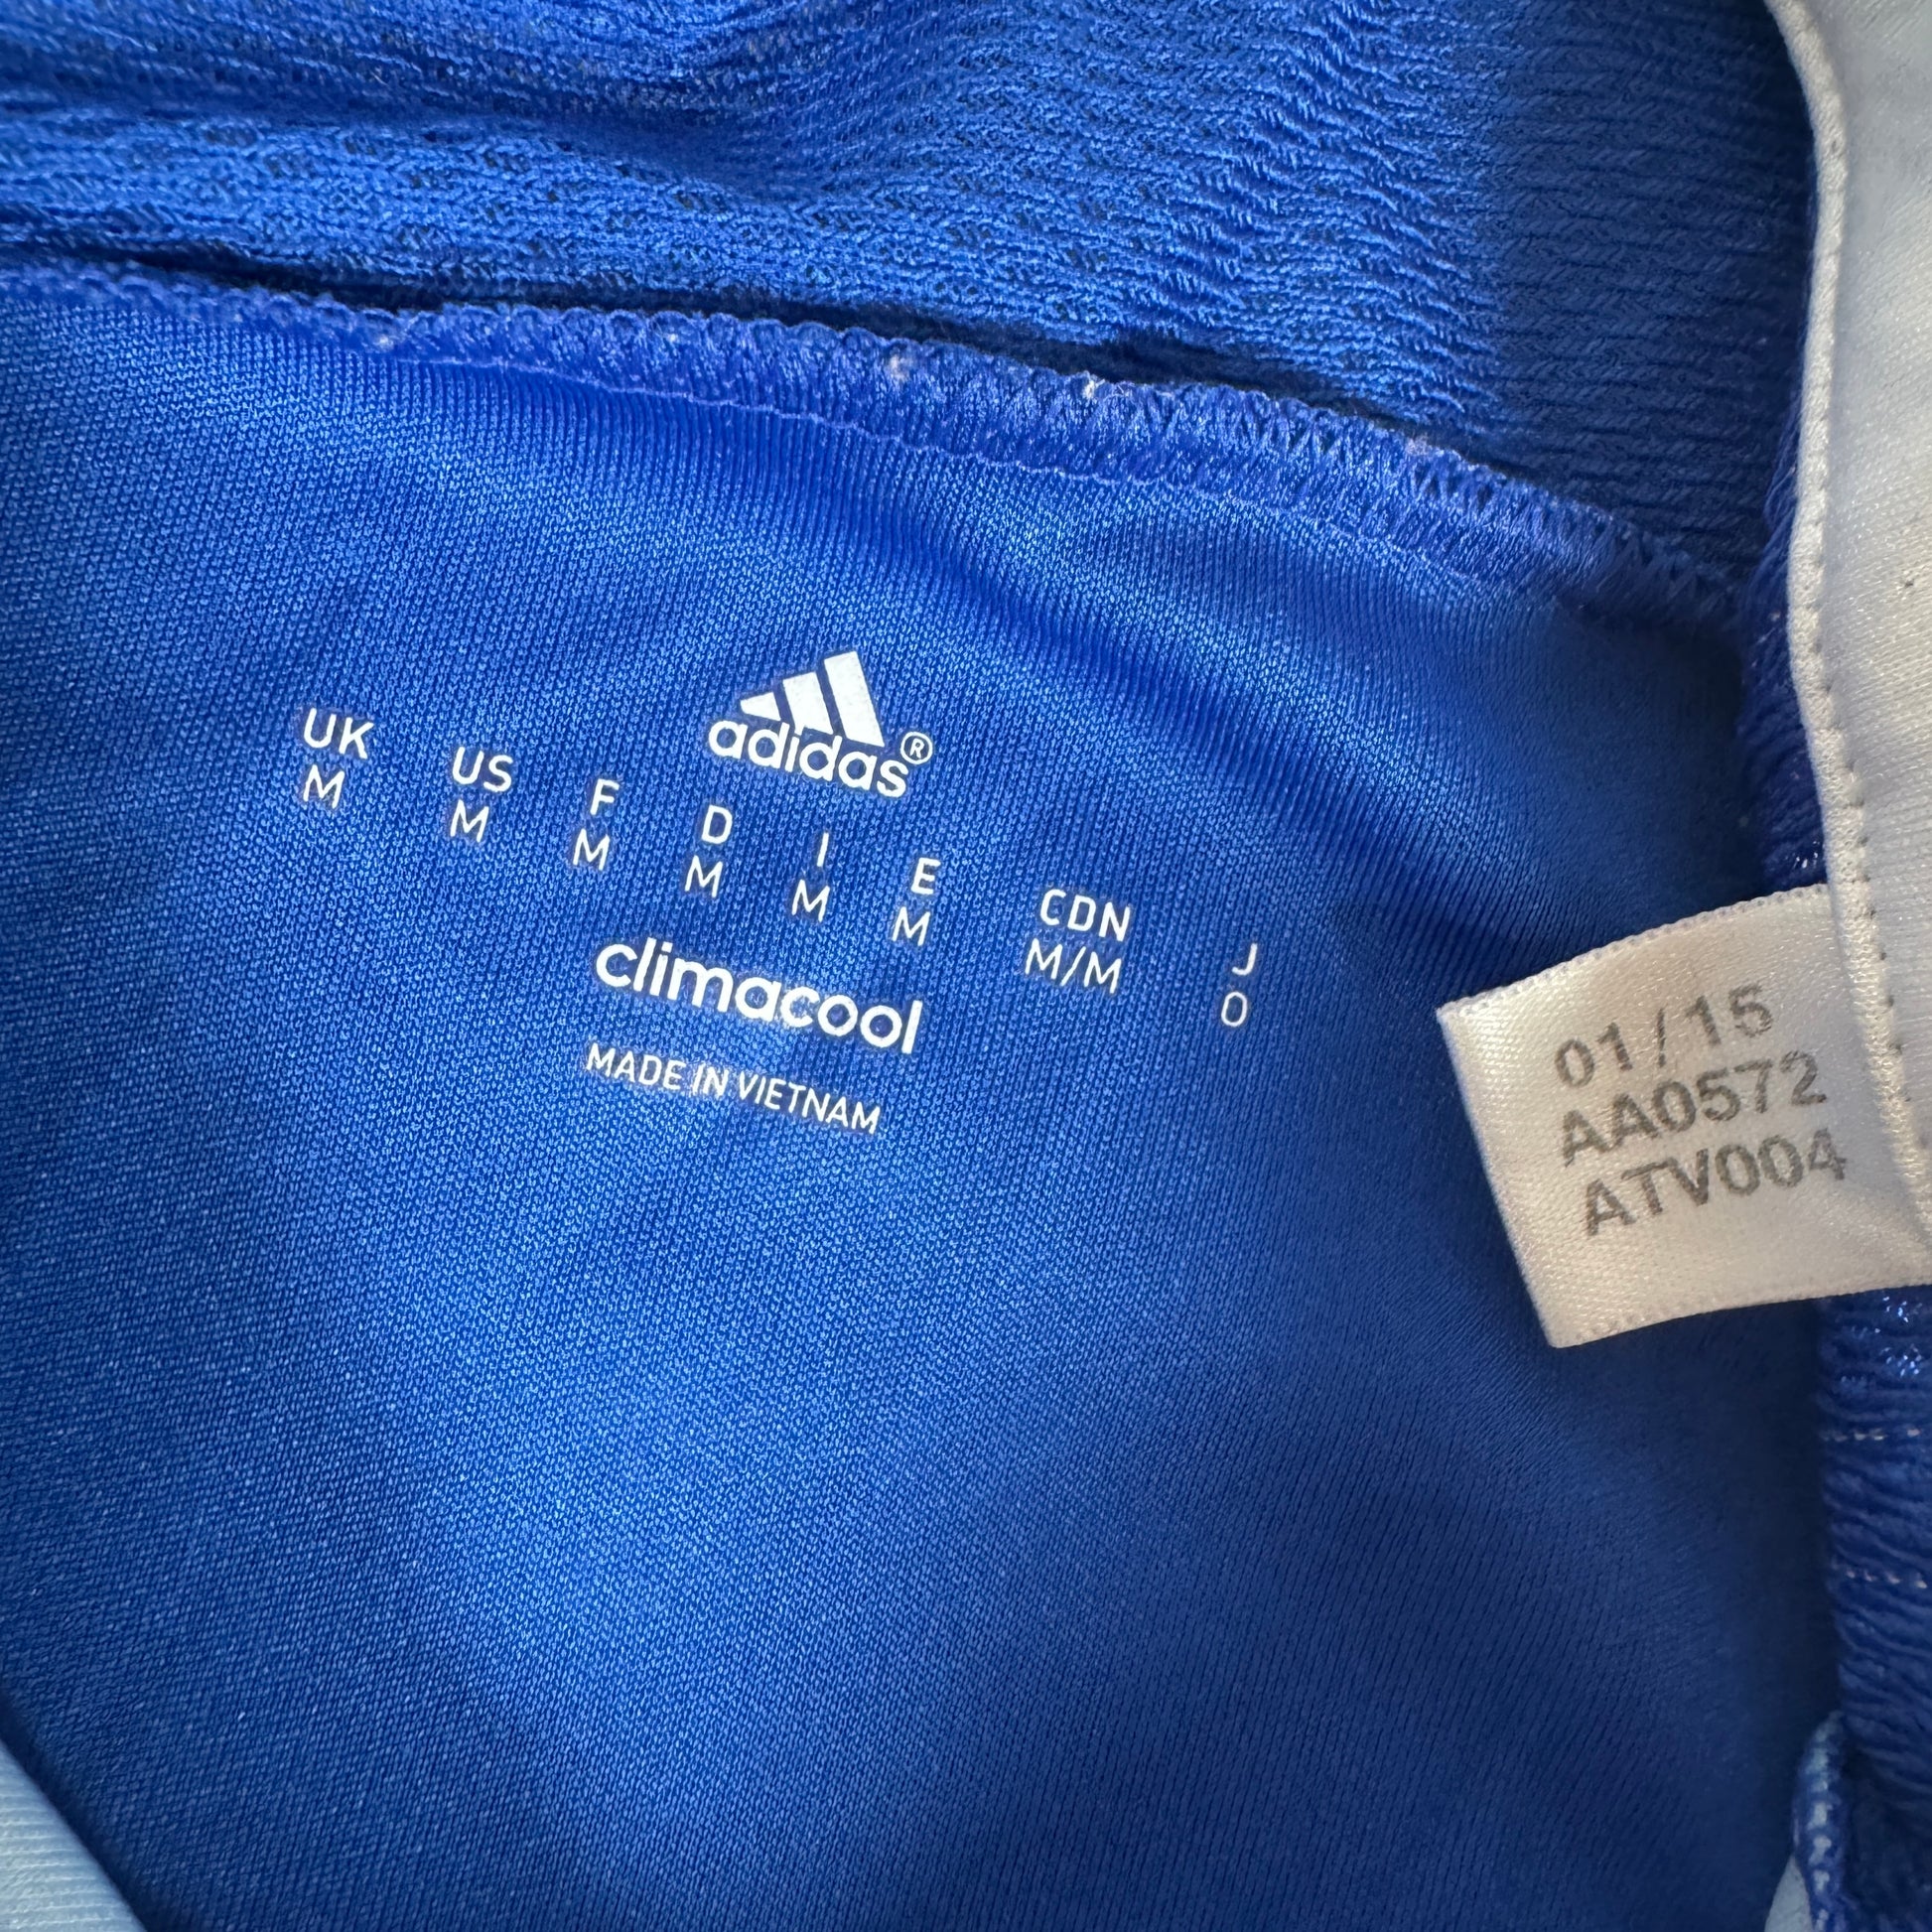 adidas®
UK US F D I E CDN J
M M M M M M M/M O
climacool
MADE IN VIETNAM
01/15
AA0572
ATV004